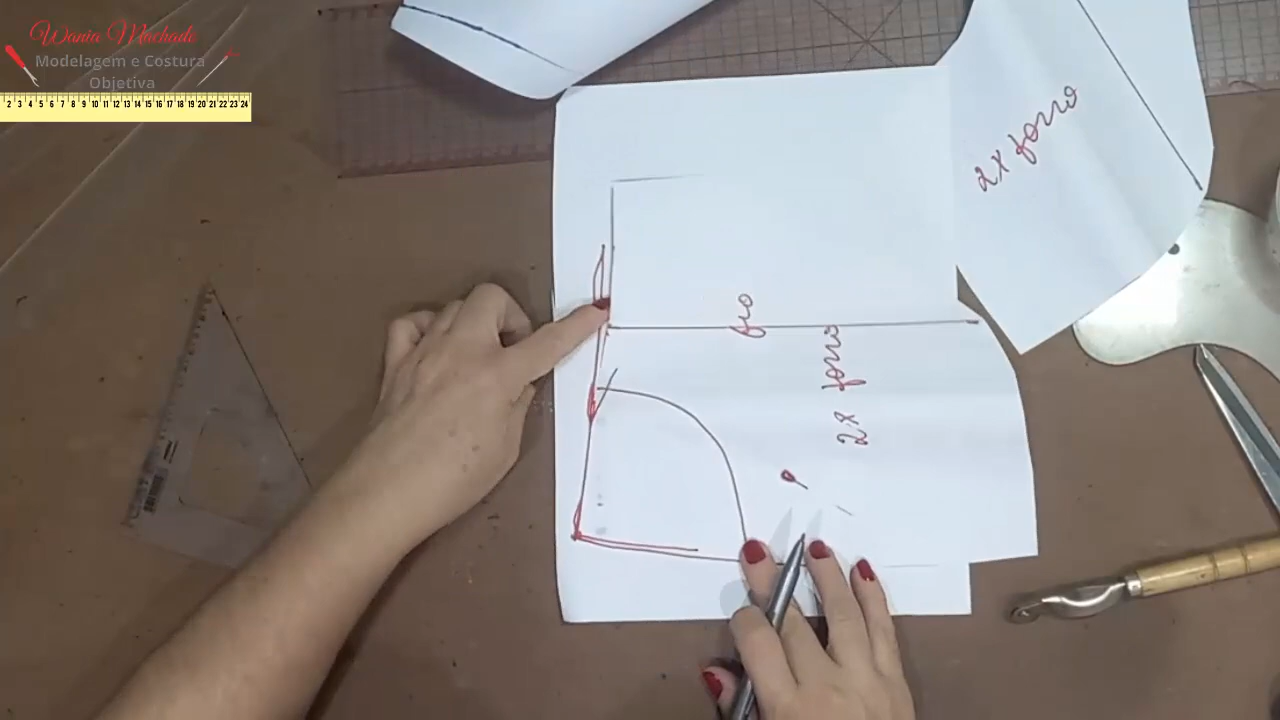 Wania Machado
Modelagem e Costura
Objetiva
2 3 4 5 6 7 8 9 10 11 12 13 14 15 16 17 18 19 20 21 22 23 24
2x forro
fio
2x forro